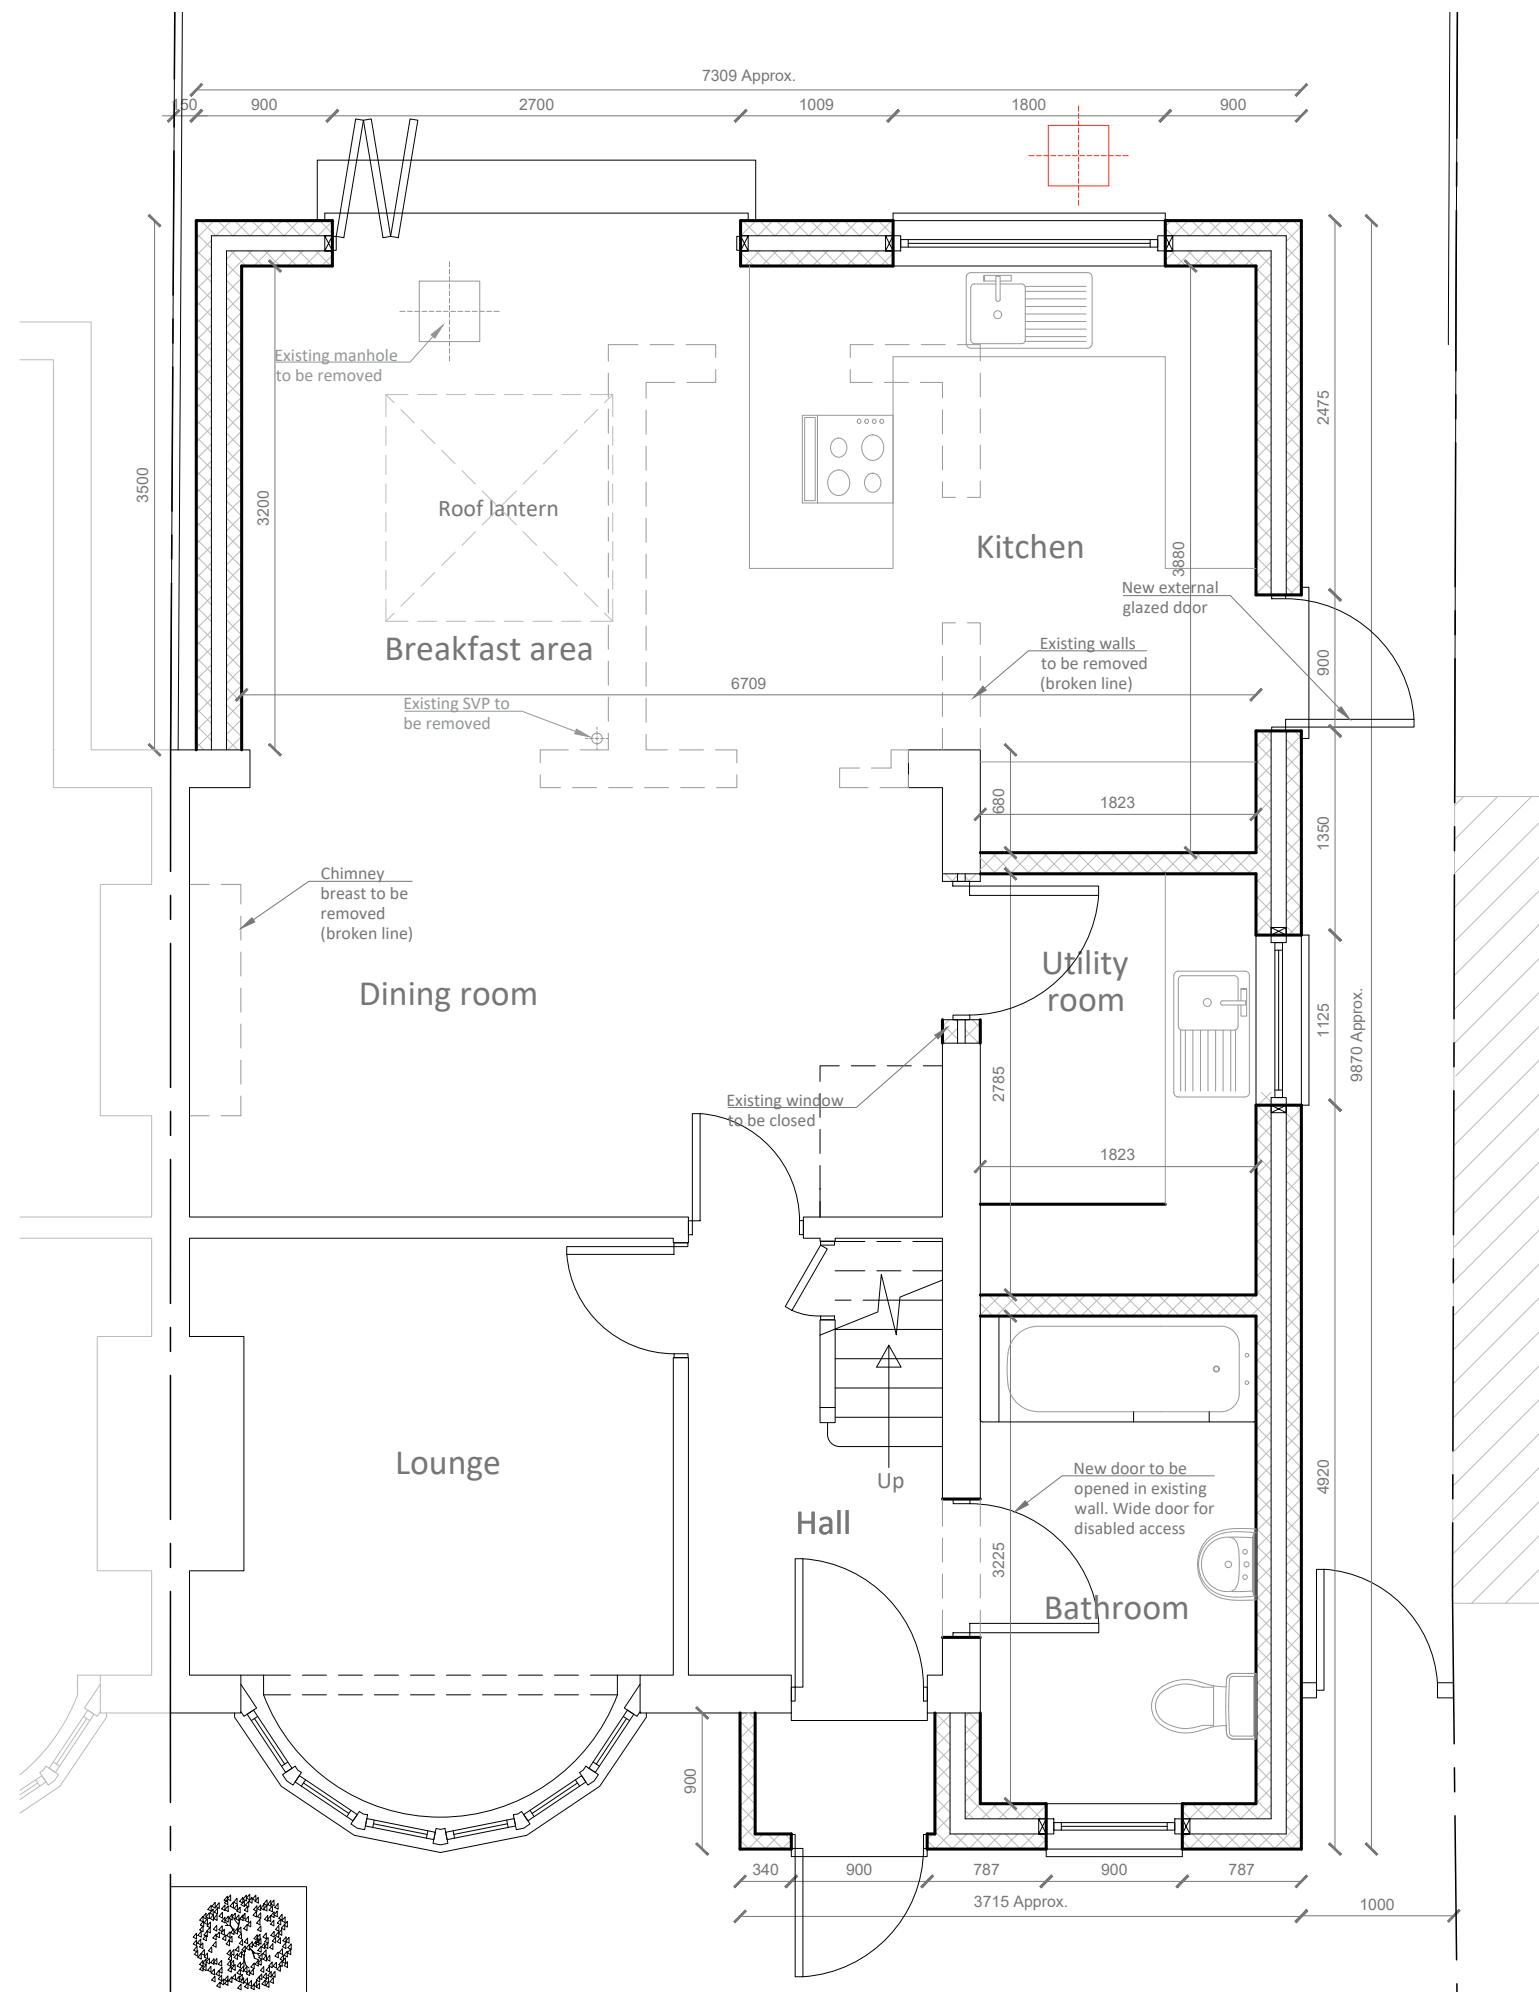 7309 Approx.
150
900
2700
1009
1800
900
Existing manhole
to be removed
3500
3200
2475
Roof lantern
Kitchen
3880
New external
glazed door
Breakfast area
Existing walls
to be removed
(broken line)
900
6709
Existing SVP to
be removed
680
1823
1350
Chimney
breast to be
removed
(broken line)
Dining room
Utility
room
1125
9870 Approx.
2785
Existing window
to be closed
1823
Lounge
Up
New door to be
opened in existing
wall. Wide door for
disabled access
4920
Hall
3225
Bathroom
900
340
900
787
900
787
3715 Approx.
1000